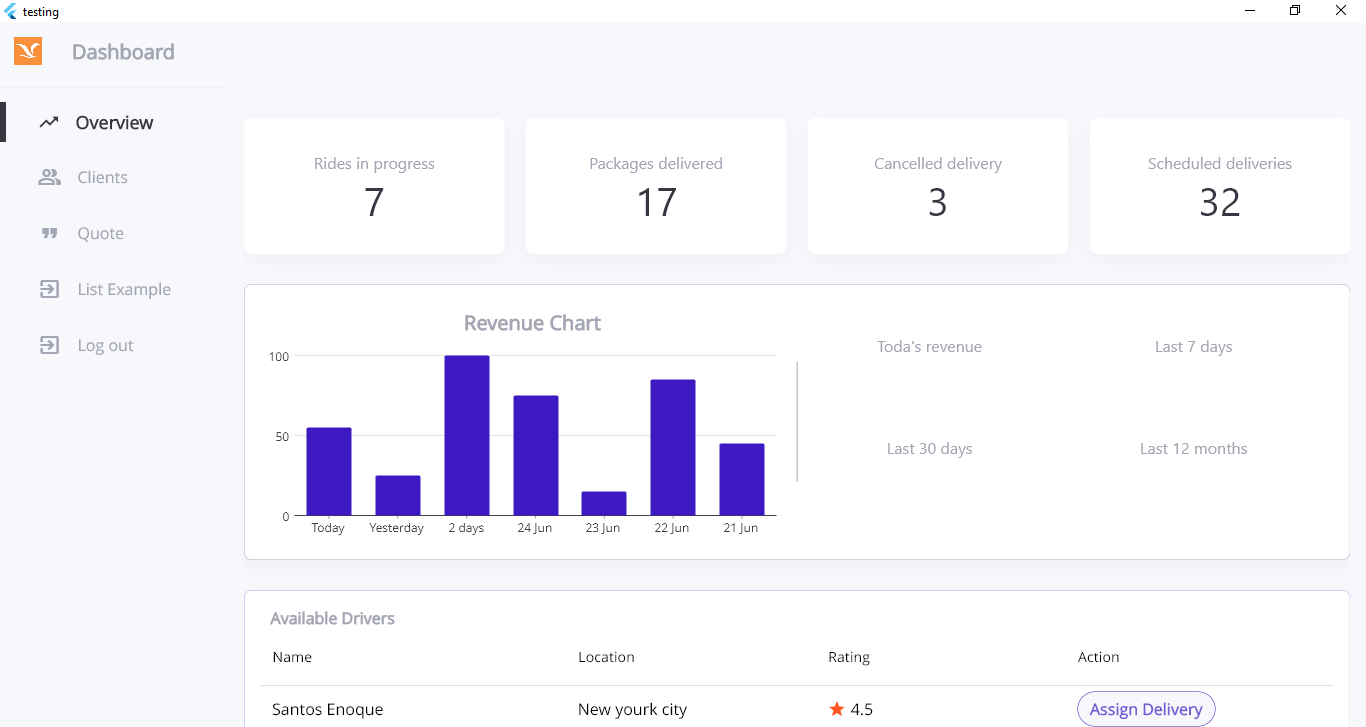 testing
Dashboard
Overview
Clients
Quote
List Example
Log out
Rides in progress
7
Packages delivered
17
Cancelled delivery
3
Scheduled deliveries
32
Revenue Chart
100
50
0
Today Yesterday 2 days 24 Jun 23 Jun 22 Jun 21 Jun
Toda's revenue
Last 7 days
Last 30 days
Last 12 months
Available Drivers
Name Location Rating Action
Santos Enoque New yourk city 4.5 Assign Delivery